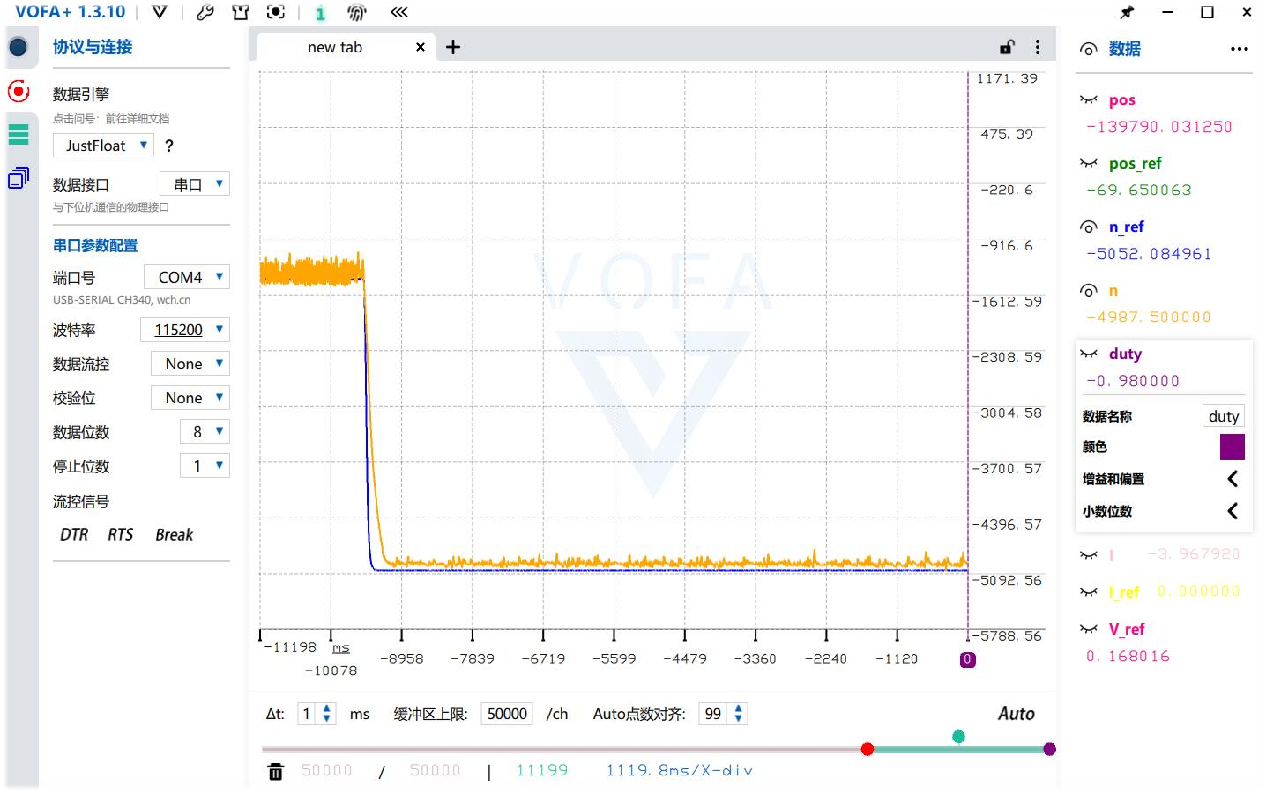 VOFA+ 1.3.10
1
协议与连接
数据引擎
点击问号：前往详细文档
JustFloat
?
数据接口
串口
与下位机通信的物理接口
串口参数配置
端口号
COM4
USB-SERIAL CH340, wch.cn
波特率
115200
数据流控
None
校验位
None
数据位数
8
停止位数
1
流控信号
DTR RTS Break
new tab
VOFA
1171.39
475.39
-220.6
-916.6
-1612.59
-2308.59
-3004.58
-3700.57
-4396.57
-5092.56
-5788.56
-11198 ms
-10078
-8958
-7839
-6719
-5599
-4479
-3360
-2240
-1120
0
Δt: 1 ms 缓冲区上限: 50000 /ch Auto点数对齐: 99 Auto
50000 / 50000 | 11199 1119.8ms/X-div
数据
pos
-139790.031250
pos_ref
-69.650063
n_ref
-5052.084961
n
-4987.500000
duty
-0.980000
数据名称 duty
颜色
增益和偏置
小数位数
I -3.967920
I_ref 0.000000
V_ref
0.168016